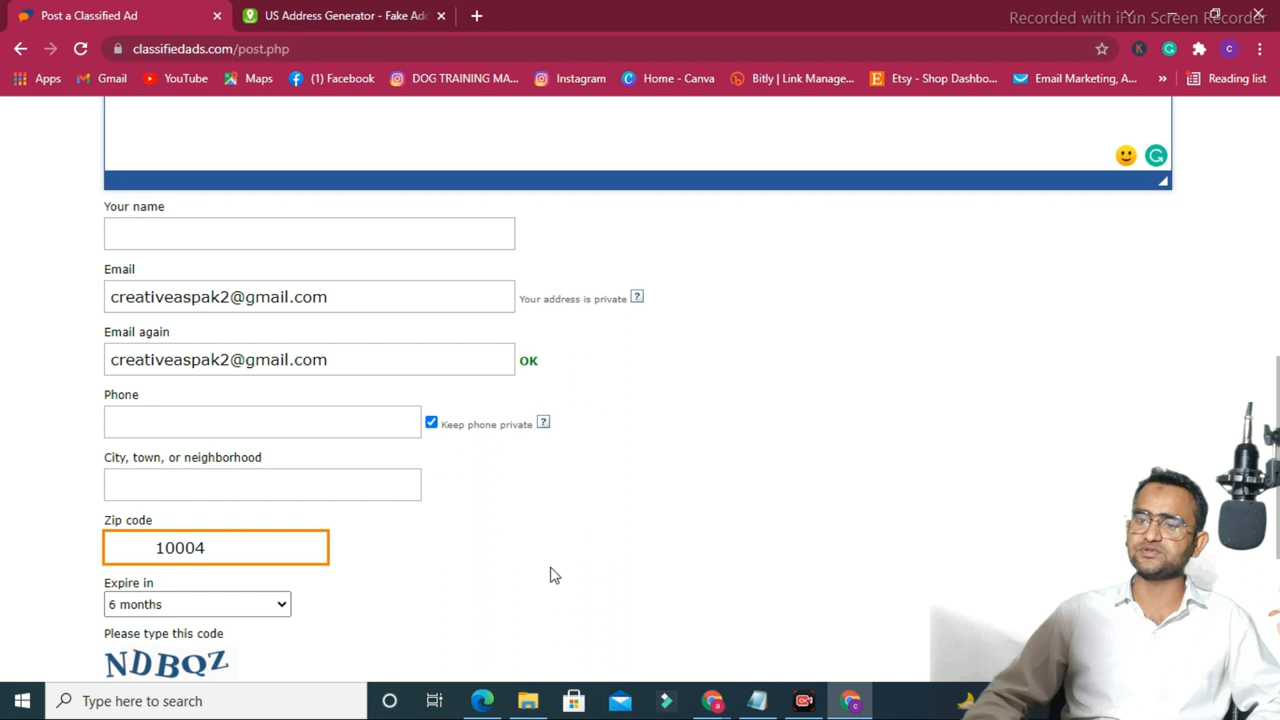 Post a Classified Ad
US Address Generator - Fake Add
Recorded with iFun Screen Recorder
classifiedads.com/post.php
K
c
Apps
Gmail
YouTube
Maps
(1) Facebook
DOG TRAINING MA...
Instagram
Home - Canva
Bitly | Link Manage...
Etsy - Shop Dashbo...
Email Marketing, A...
»
Reading list
Your name
Email
creativeaspak2@gmail.com Your address is private ?
Email again
creativeaspak2@gmail.com OK
Phone
Keep phone private ?
City, town, or neighborhood
Zip code
10004
Expire in
6 months
Please type this code
NDBQZ
Type here to search